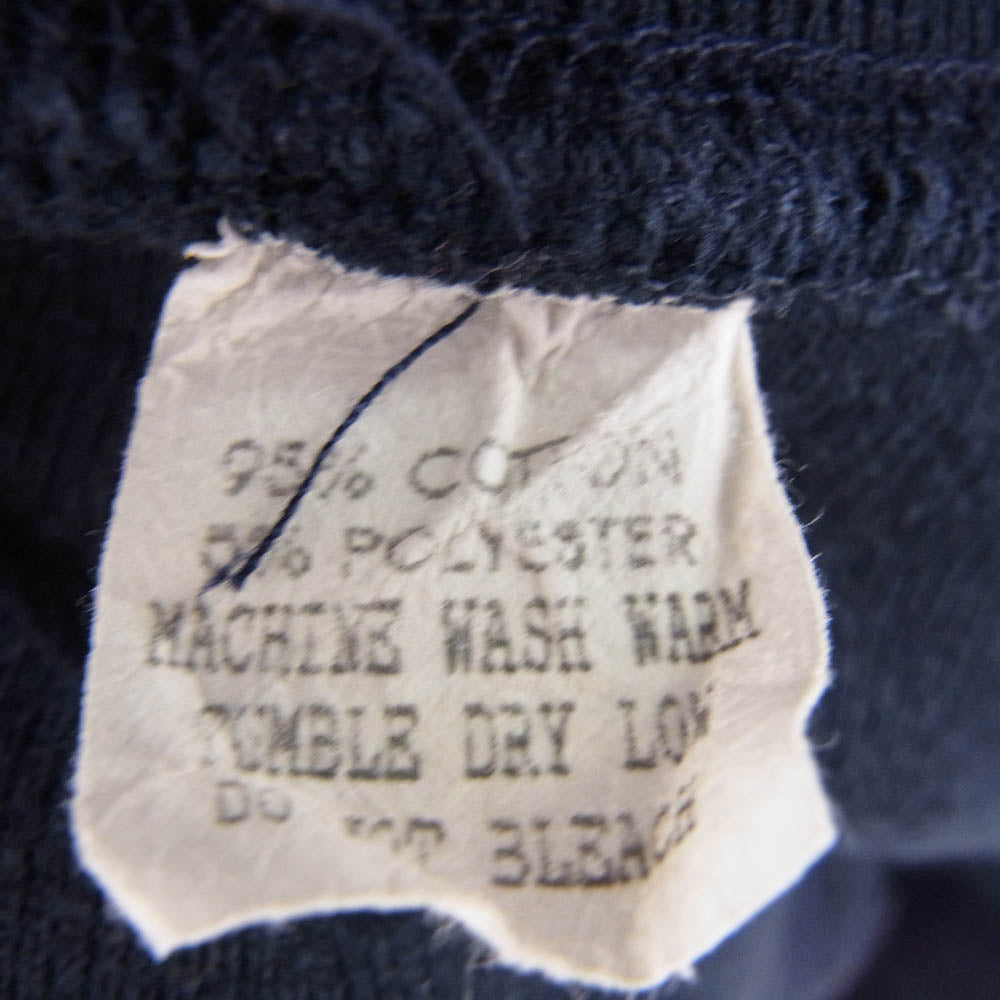 95% COTTON
5% POLYESTER
MACHINE WASH WARM
TUMBLE DRY LOW
DO NOT BLEACH